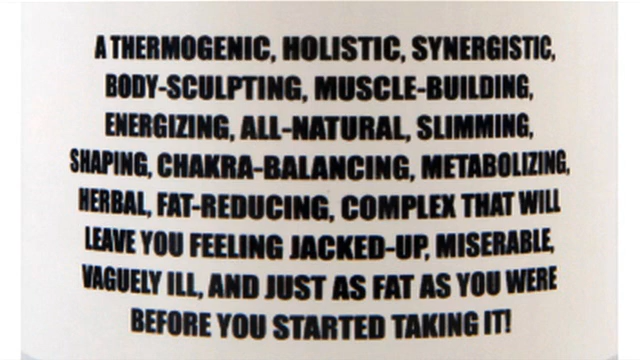 A THERMOGENIC, HOLISTIC, SYNERGISTIC,
BODY-SCULPTING, MUSCLE-BUILDING,
ENERGIZING, ALL-NATURAL, SLIMMING,
SHAPING, CHAKRA-BALANCING, METABOLIZING,
HERBAL, FAT-REDUCING, COMPLEX THAT WILL
LEAVE YOU FEELING JACKED-UP, MISERABLE,
VAGUELY ILL, AND JUST AS FAT AS YOU WERE
BEFORE YOU STARTED TAKING IT!